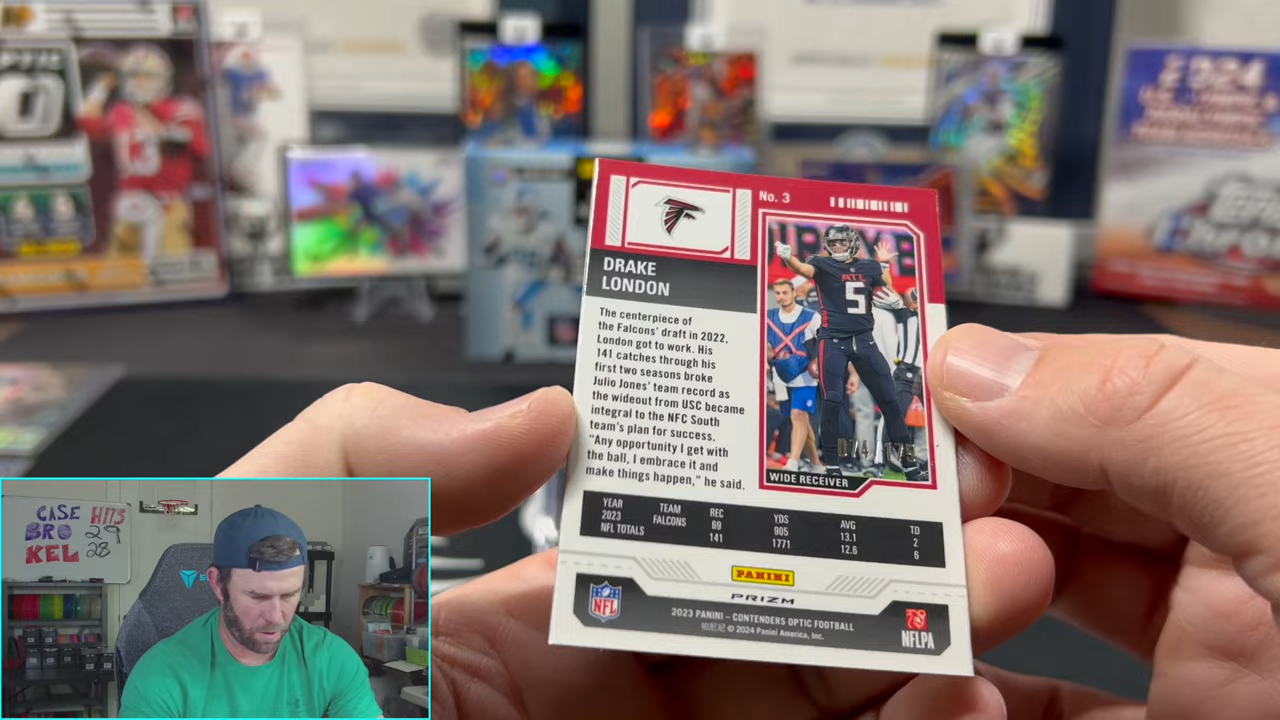 No. 3
DRAKE
LONDON
The centerpiece of
the Falcons' draft in 2022,
London got to work. His
141 catches through his
first two seasons broke
Julio Jones' team record as
the wideout from USC became
integral to the NFC South
team's plan for success.
"Any opportunity I get with
the ball, I embrace it and
make things happen," he said.
ATL
5
WIDE RECEIVER
YEAR TEAM REC YDS AVG TD
2023 FALCONS 69 905 13.1 2
NFL TOTALS 141 1771 12.6 6
PANINI
PRIZM
NFL
2023 PANINI – CONTENDERS OPTIC FOOTBALL
© 2024 Panini America, Inc.
NFLPA
CASE HITS
BRO 29
KEL 28
2024
13